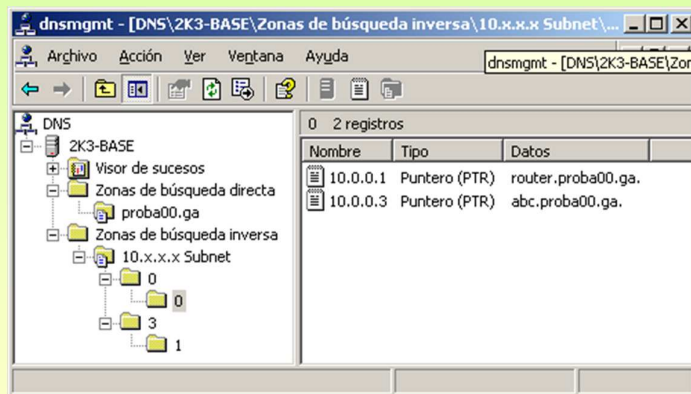 dnsmgmt - [DNS\2K3-BASE\Zonas de búsqueda inversa\10.x.x.x Subnet\...
Archivo Acción Ver Ventana Ayuda
dnsmgmt - [DNS\2K3-BASE\Zon
DNS
2K3-BASE
Visor de sucesos
Zonas de búsqueda directa
proba00.ga
Zonas de búsqueda inversa
10.x.x.x Subnet
0
0
3
1
0 2 registros
Nombre Tipo Datos
10.0.0.1 Puntero (PTR) router.proba00.ga.
10.0.0.3 Puntero (PTR) abc.proba00.ga.